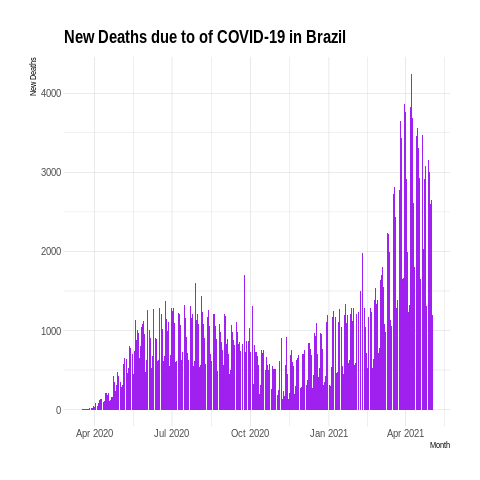 New Deaths due to of COVID-19 in Brazil
New Deaths
4000
3000
2000
1000
0
Apr 2020 Jul 2020 Oct 2020 Jan 2021 Apr 2021
Month